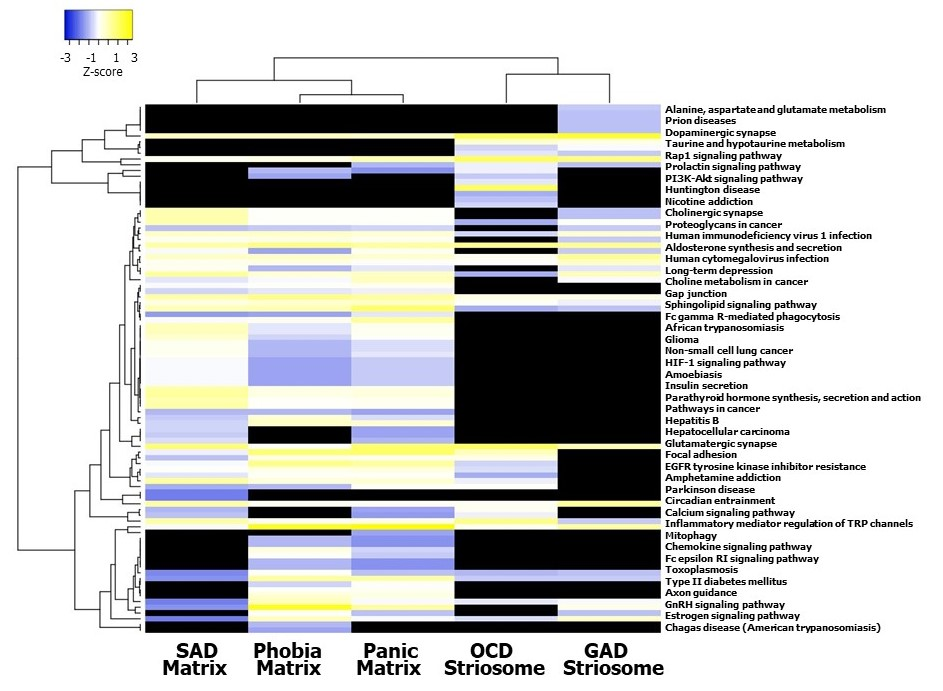 -3 -1 1 3
Z-score
Alanine, aspartate and glutamate metabolism
Prion diseases
Dopaminergic synapse
Taurine and hypotaurine metabolism
Rap1 signaling pathway
Prolactin signaling pathway
PI3K-Akt signaling pathway
Huntington disease
Nicotine addiction
Cholinergic synapse
Proteoglycans in cancer
Human immunodeficiency virus 1 infection
Aldosterone synthesis and secretion
Human cytomegalovirus infection
Long-term depression
Choline metabolism in cancer
Gap junction
Sphingolipid signaling pathway
Fc gamma R-mediated phagocytosis
African trypanosomiasis
Glioma
Non-small cell lung cancer
HIF-1 signaling pathway
Amoebiasis
Insulin secretion
Parathyroid hormone synthesis, secretion and action
Pathways in cancer
Hepatitis B
Hepatocellular carcinoma
Glutamatergic synapse
Focal adhesion
EGFR tyrosine kinase inhibitor resistance
Amphetamine addiction
Parkinson disease
Circadian entrainment
Calcium signaling pathway
Inflammatory mediator regulation of TRP channels
Mitophagy
Chemokine signaling pathway
Fc epsilon RI signaling pathway
Toxoplasmosis
Type II diabetes mellitus
Axon guidance
GnRH signaling pathway
Estrogen signaling pathway
Chagas disease (American trypanosomiasis)
SAD Phobia Panic OCD GAD
Matrix Matrix Matrix Striosome Striosome